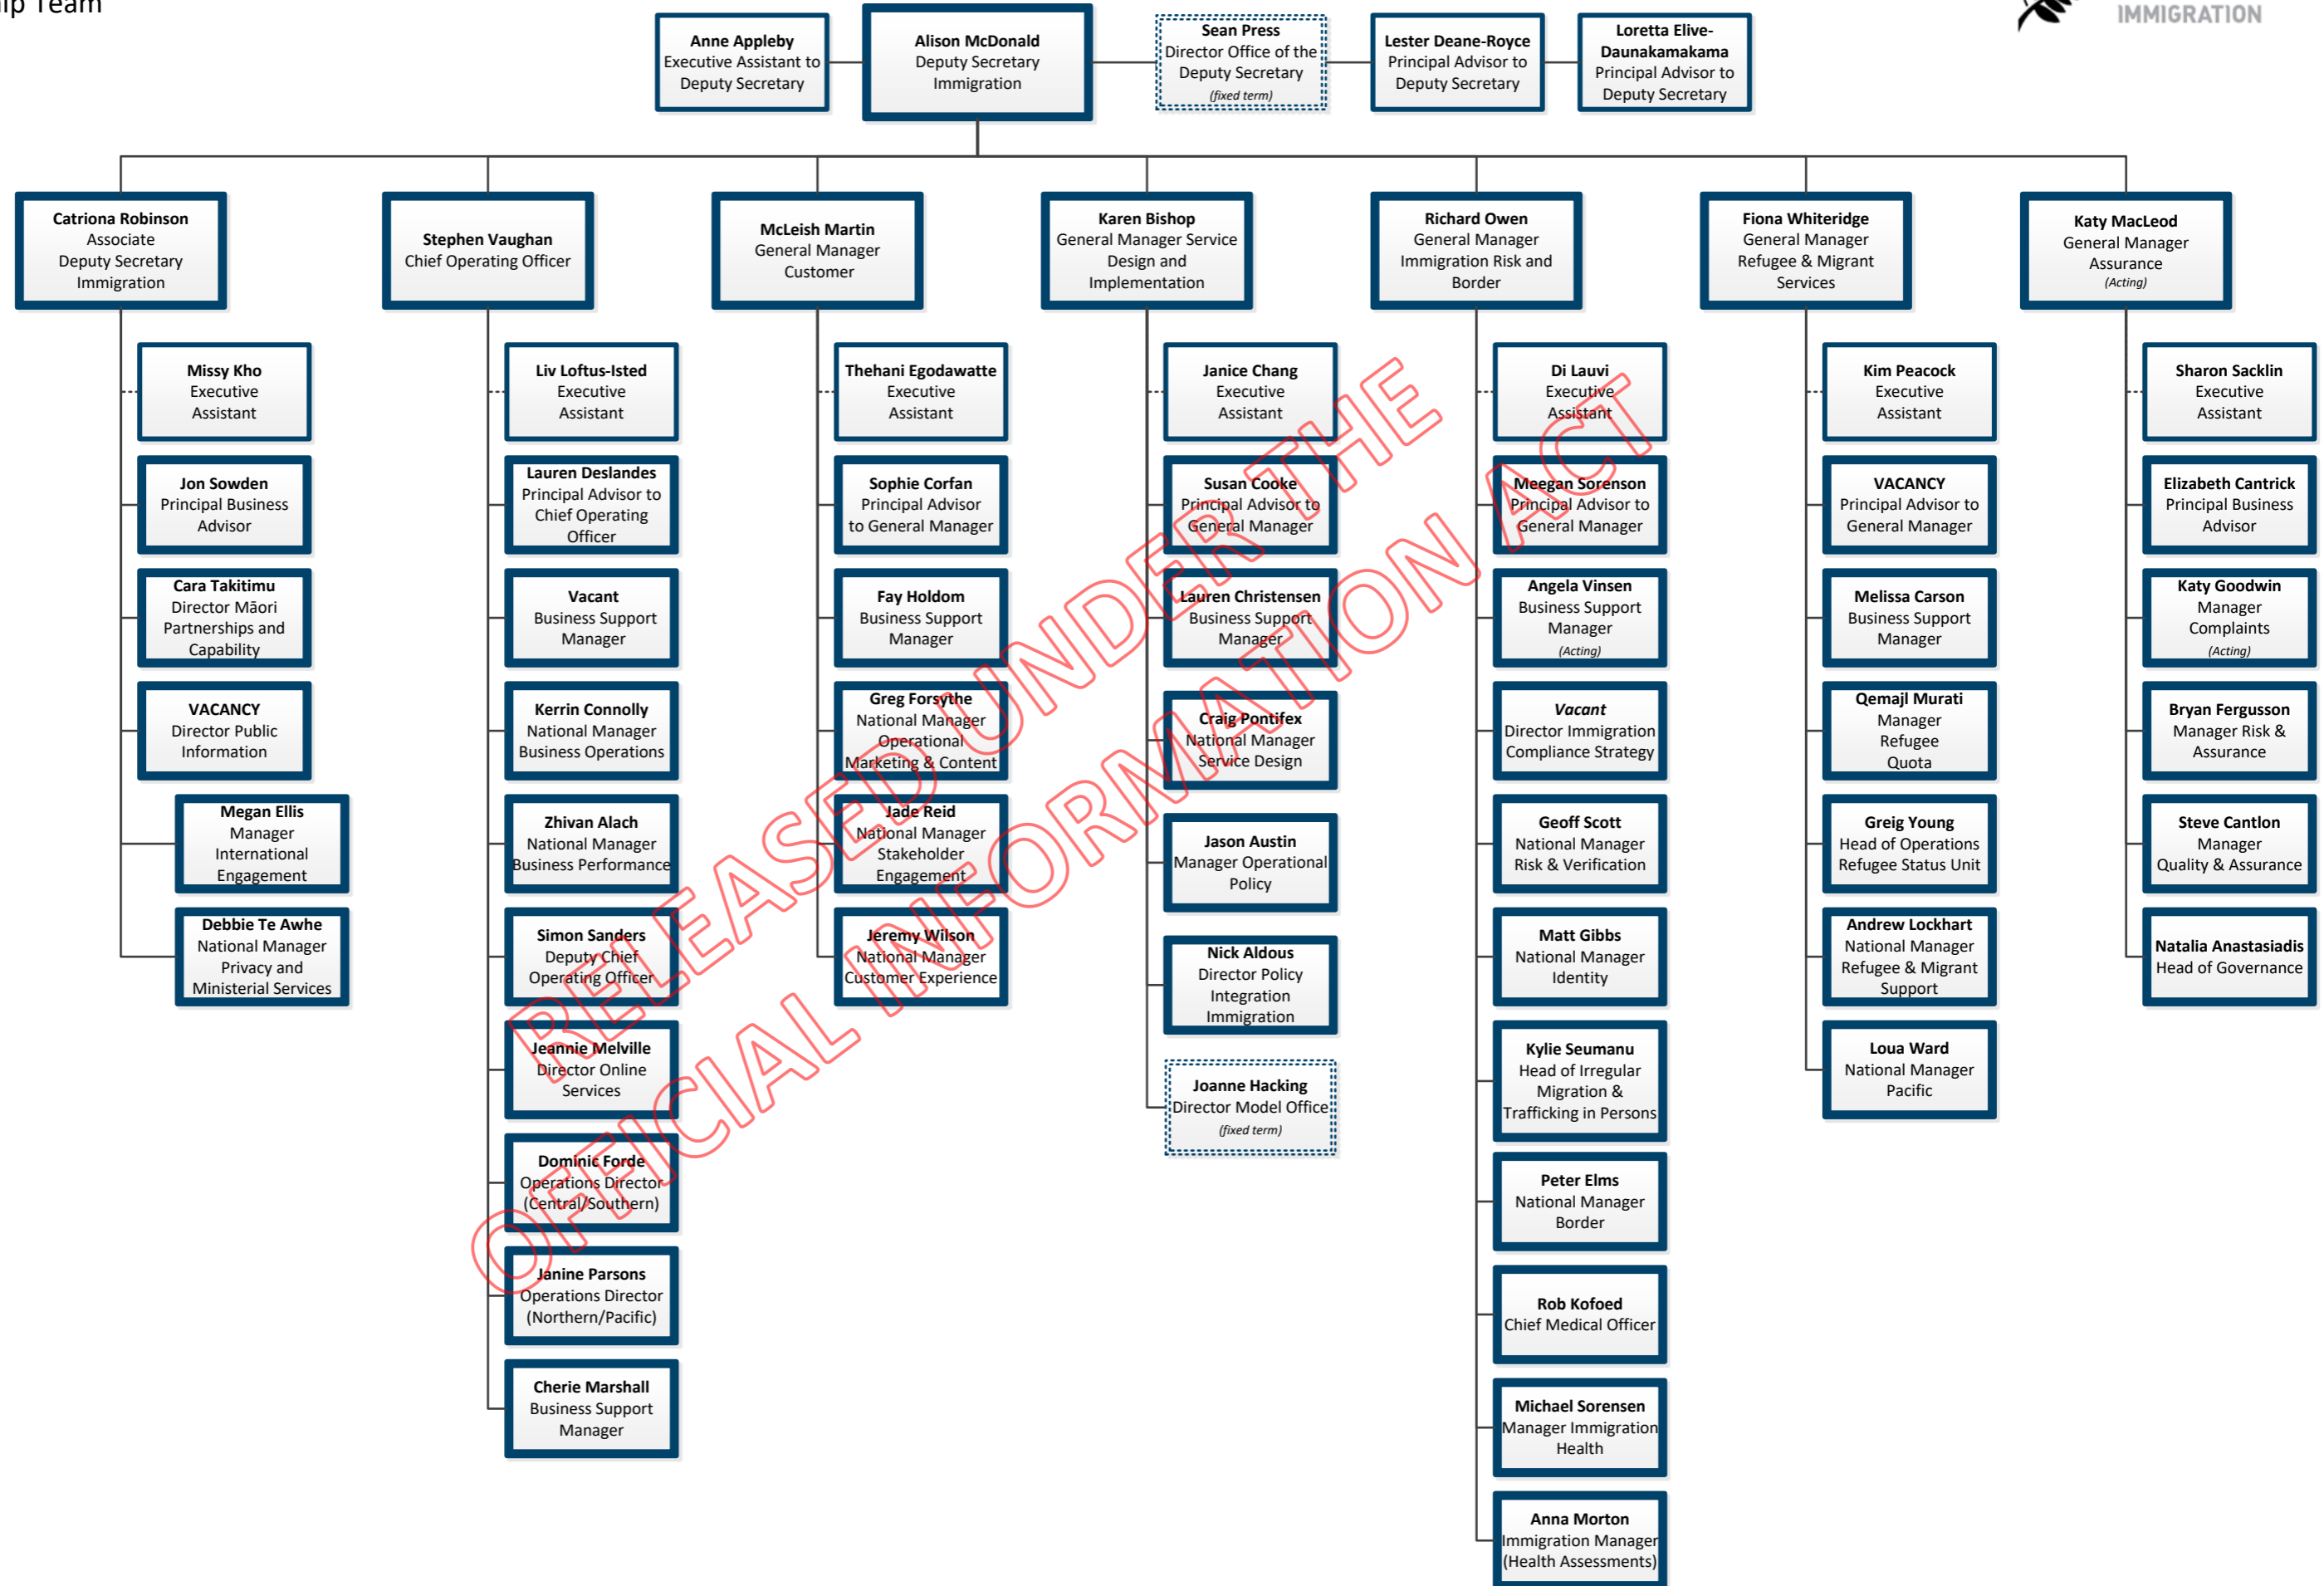 Team
IMMIGRATION
Anne Appleby
Executive Assistant to
Deputy Secretary
Alison McDonald
Deputy Secretary
Immigration
Sean Press
Director Office of the
Deputy Secretary
(fixed term)
Lester Deane-Royce
Principal Advisor to
Deputy Secretary
Loretta Elive-
Daunakamakama
Principal Advisor to
Deputy Secretary
Catriona Robinson
Associate
Deputy Secretary
Immigration
Stephen Vaughan
Chief Operating Officer
McLeish Martin
General Manager
Customer
Karen Bishop
General Manager Service
Design and
Implementation
Richard Owen
General Manager
Immigration Risk and
Border
Fiona Whiteridge
General Manager
Refugee & Migrant
Services
Katy MacLeod
General Manager
Assurance
(Acting)
Missy Kho
Executive
Assistant
Jon Sowden
Principal Business
Advisor
Cara Takitimu
Director Māori
Partnerships and
Capability
VACANCY
Director Public
Information
Megan Ellis
Manager
International
Engagement
Debbie Te Awhe
National Manager
Privacy and
Ministerial Services
Liv Loftus-Isted
Executive
Assistant
Lauren Deslandes
Principal Advisor to
Chief Operating
Officer
Vacant
Business Support
Manager
Kerrin Connolly
National Manager
Business Operations
Zhivan Alach
National Manager
Business Performance
Simon Sanders
Deputy Chief
Operating Officer
Jeannie Melville
Director Online
Services
Dominic Forde
Operations Director
(Central/Southern)
Janine Parsons
Operations Director
(Northern/Pacific)
Cherie Marshall
Business Support
Manager
Thehani Egodawatte
Executive
Assistant
Sophie Corfan
Principal Advisor
to General Manager
Fay Holdom
Business Support
Manager
Greg Forsythe
National Manager
Operational
Marketing & Content
Jade Reid
National Manager
Stakeholder
Engagement
Jeremy Wilson
National Manager
Customer Experience
Janice Chang
Executive
Assistant
Susan Cooke
Principal Advisor to
General Manager
Lauren Christensen
Business Support
Manager
Craig Pontifex
National Manager
Service Design
Jason Austin
Manager Operational
Policy
Nick Aldous
Director Policy
Integration
Immigration
Joanne Hacking
Director Model Office
(fixed term)
Di Lauvi
Executive
Assistant
Meegan Sorenson
Principal Advisor to
General Manager
Angela Vinsen
Business Support
Manager
(Acting)
Vacant
Director Immigration
Compliance Strategy
Geoff Scott
National Manager
Risk & Verification
Matt Gibbs
National Manager
Identity
Kylie Seumanu
Head of Irregular
Migration &
Trafficking in Persons
Peter Elms
National Manager
Border
Rob Kofoed
Chief Medical Officer
Michael Sorensen
Manager Immigration
Health
Anna Morton
Immigration Manager
(Health Assessments)
Kim Peacock
Executive
Assistant
VACANCY
Principal Advisor to
General Manager
Melissa Carson
Business Support
Manager
Qemajl Murati
Manager
Refugee
Quota
Greig Young
Head of Operations
Refugee Status Unit
Andrew Lockhart
National Manager
Refugee & Migrant
Support
Loua Ward
National Manager
Pacific
Sharon Sacklin
Executive
Assistant
Elizabeth Cantrick
Principal Business
Advisor
Katy Goodwin
Manager
Complaints
(Acting)
Bryan Fergusson
Manager Risk &
Assurance
Steve Cantlon
Manager
Quality & Assurance
Natalia Anastasiadis
Head of Governance
RELEASED UNDER THE
OFFICIAL INFORMATION ACT